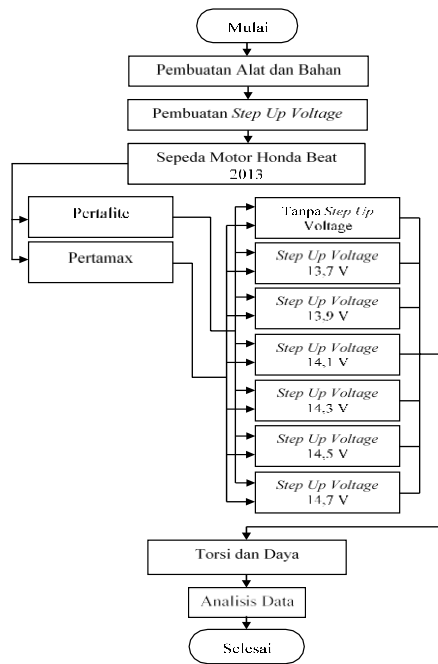 Mulai
Pembuatan Alat dan Bahan
Pembuatan Step Up Voltage
Sepeda Motor Honda Beat
2013
Pertalite
Pertamax
Tanpa Step Up
Voltage
Step Up Voltage
13,7 V
Step Up Voltage
13,9 V
Step Up Voltage
14,1 V
Step Up Voltage
14,3 V
Step Up Voltage
14,5 V
Step Up Voltage
14,7 V
Torsi dan Daya
Analisis Data
Selesai